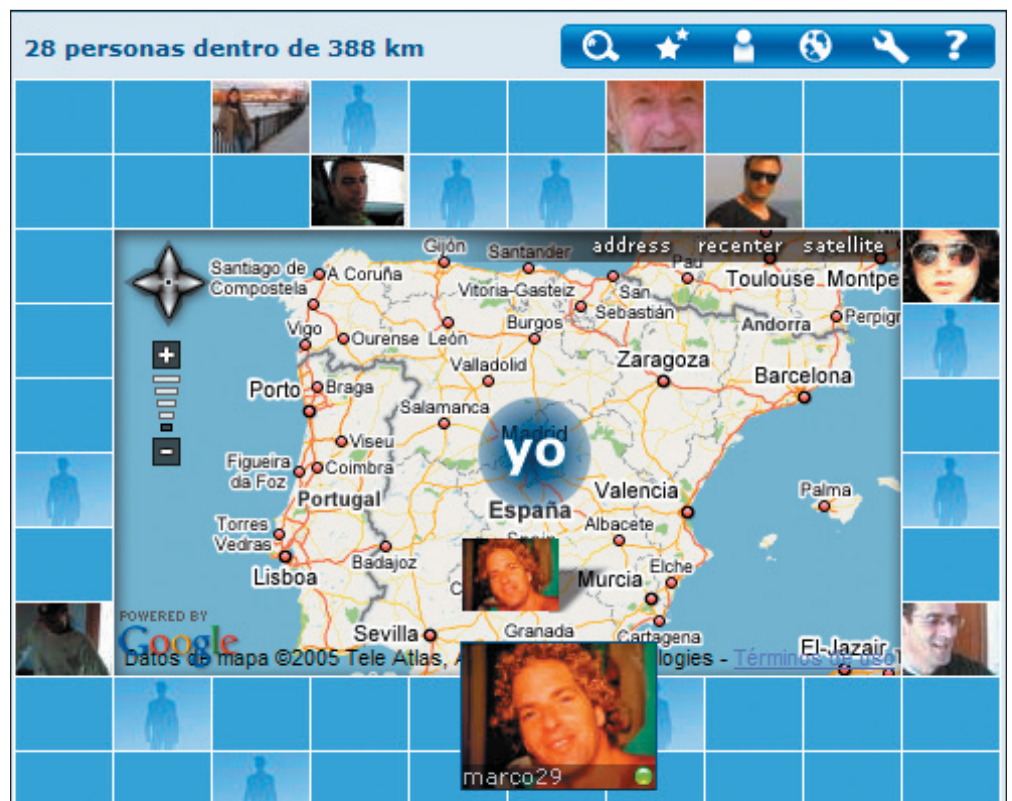 28 personas dentro de 388 km
?
address recenter satellite
Gijón
Santander
Pau
Toulouse
Montpe
Santiago de
Compostela
A Coruña
Vitoria-Gasteiz
San
Sebastián
Andorra
Perpigr
Vigo
Ourense
León
Burgos
Valladolid
Zaragoza
Barcelona
Porto
Braga
Salamanca
Madrid
yo
Viseu
Figueira
da Foz
Coimbra
Portugal
España
Valencia
Palma
Torres
Vedras
Albacete
Spain
Badajoz
Lisboa
C
Murcia
Elche
POWERED BY
Google
Sevilla
Granada
Cartagena
El-Jazair
Datos de mapa ©2005 Tele Atlas, A
logies - Términos de uso
marco29